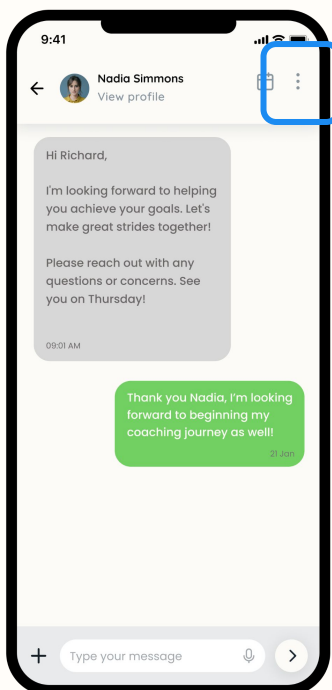 9:41
Nadia Simmons
View profile
Hi Richard,
I'm looking forward to helping
you achieve your goals. Let's
make great strides together!
Please reach out with any
questions or concerns. See
you on Thursday!
09:01 AM
Thank you Nadia, I'm looking
forward to beginning my
coaching journey as well!
21 Jan
Type your message